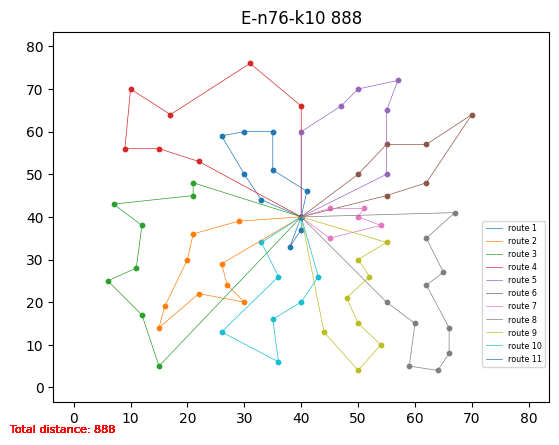 E-n76-k10 888
80
70
60
50
40
30
20
10
0
0 10 20 30 40 50 60 70 80
route 1
route 2
route 3
route 4
route 5
route 6
route 7
route 8
route 9
route 10
route 11
Total distance: 888